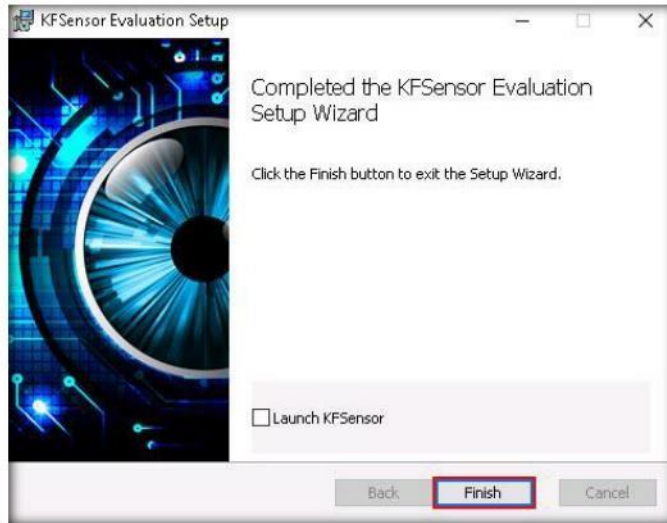 KFSensor Evaluation Setup
Completed the KFSensor Evaluation
Setup Wizard
Click the Finish button to exit the Setup Wizard.
Launch KFSensor
Back Finish Cancel